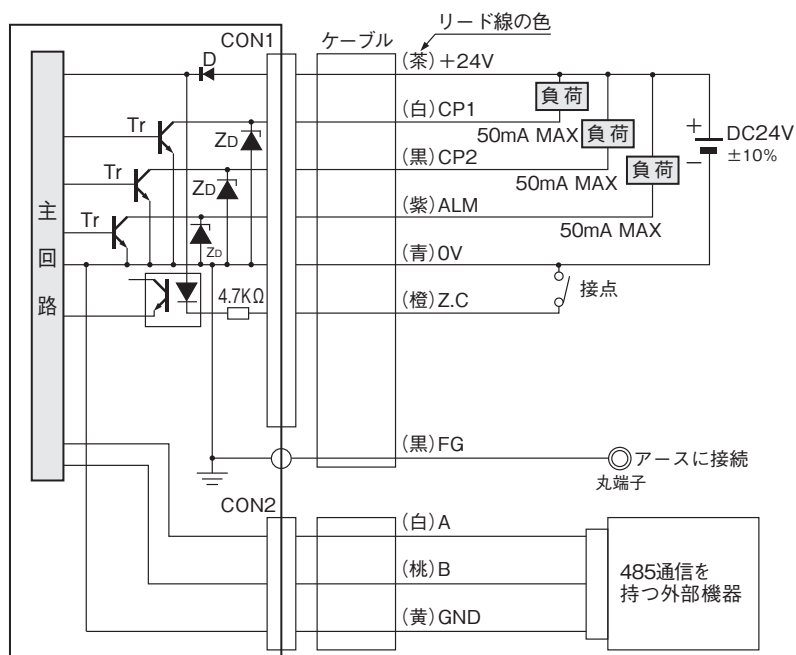 リード線の色
CON1
ケーブル
D
(茶)+24V
負荷
(白)CP1
Tr
ZD
50mA MAX
負荷
+
DC24V
−
±10%
(黒)CP2
Tr
ZD
50mA MAX
負荷
(紫)ALM
Tr
ZD
50mA MAX
主回路
(青)0V
4.7KΩ
接点
(橙)Z.C
(黒)FG
アースに接続
丸端子
CON2
(白)A
(桃)B
485通信を
持つ外部機器
(黄)GND